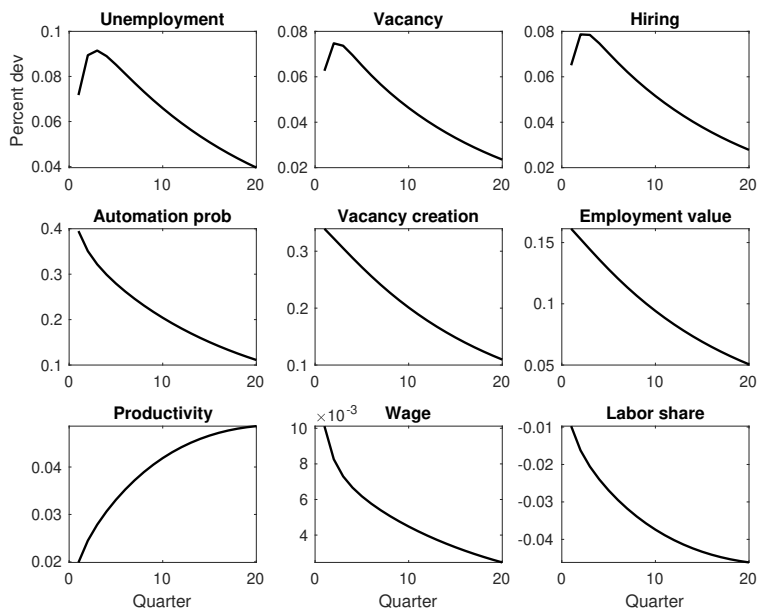 Unemployment Vacancy Hiring
Percent dev
0.1
0.08
0.06
0.04
0 10 20
0.08
0.06
0.04
0.02
0 10 20
0.08
0.06
0.04
0.02
0 10 20
Automation prob Vacancy creation Employment value
0.4
0.3
0.2
0.1
0 10 20
0.3
0.2
0.1
0 10 20
0.15
0.1
0.05
0 10 20
Productivity Wage Labor share
0.04
0.03
0.02
0 10 20
Quarter
×10⁻³
10
8
6
4
0 10 20
Quarter
-0.01
-0.02
-0.03
-0.04
0 10 20
Quarter